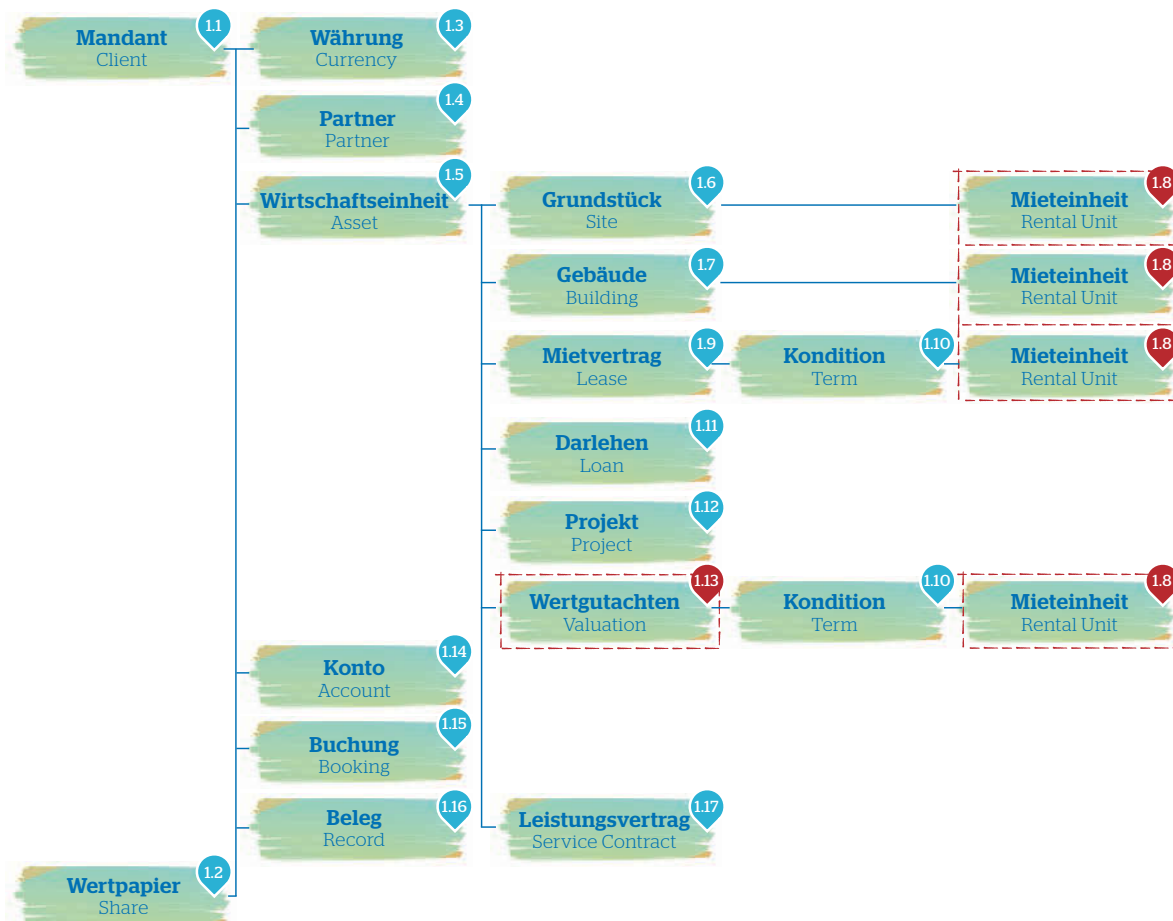 1.1
Mandant
Client
1.3
Währung
Currency
1.4
Partner
Partner
1.5
Wirtschaftseinheit
Asset
1.6
Grundstück
Site
1.8
Mieteinheit
Rental Unit
1.7
Gebäude
Building
1.8
Mieteinheit
Rental Unit
1.9
Mietvertrag
Lease
1.10
Kondition
Term
1.8
Mieteinheit
Rental Unit
1.11
Darlehen
Loan
1.12
Projekt
Project
1.13
Wertgutachten
Valuation
1.10
Kondition
Term
1.8
Mieteinheit
Rental Unit
1.14
Konto
Account
1.15
Buchung
Booking
1.16
Beleg
Record
1.17
Leistungsvertrag
Service Contract
1.2
Wertpapier
Share